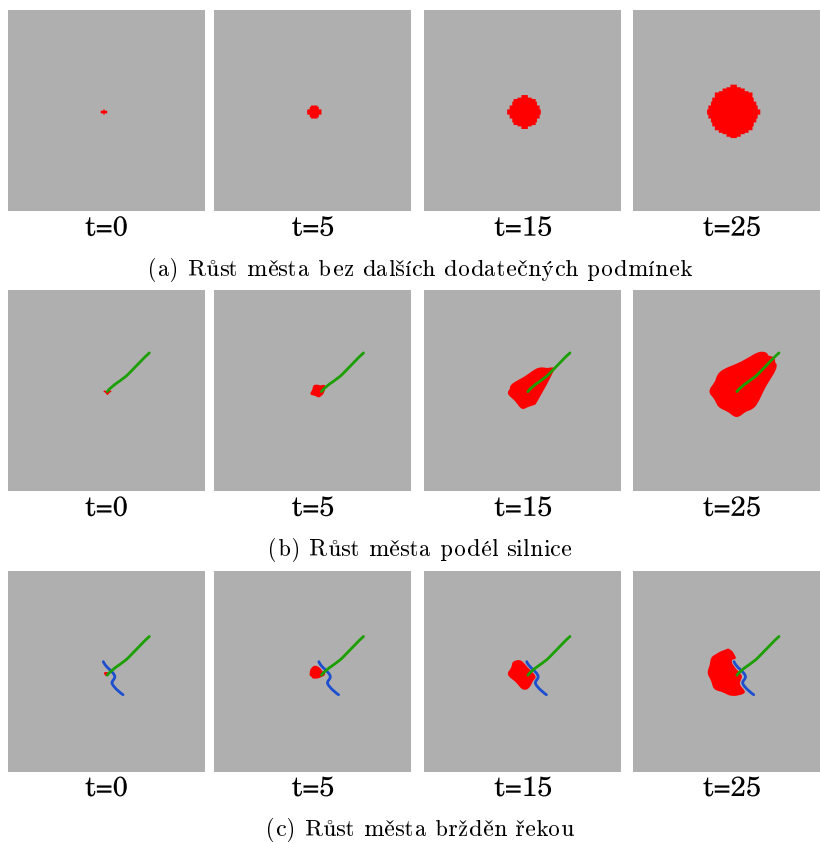 t=0 t=5 t=15 t=25
(a) Růst města bez dalších dodatečných podmínek
t=0 t=5 t=15 t=25
(b) Růst města podél silnice
t=0 t=5 t=15 t=25
(c) Růst města bržděn řekou